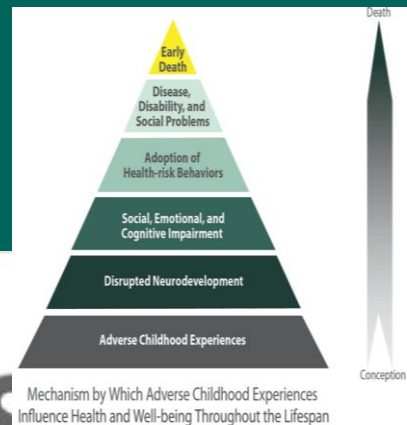 Death
Early
Death
Disease,
Disability, and
Social Problems
Adoption of
Health-risk Behaviors
Social, Emotional, and
Cognitive Impairment
Disrupted Neurodevelopment
Adverse Childhood Experiences
Conception
Mechanism by Which Adverse Childhood Experiences
Influence Health and Well-being Throughout the Lifespan